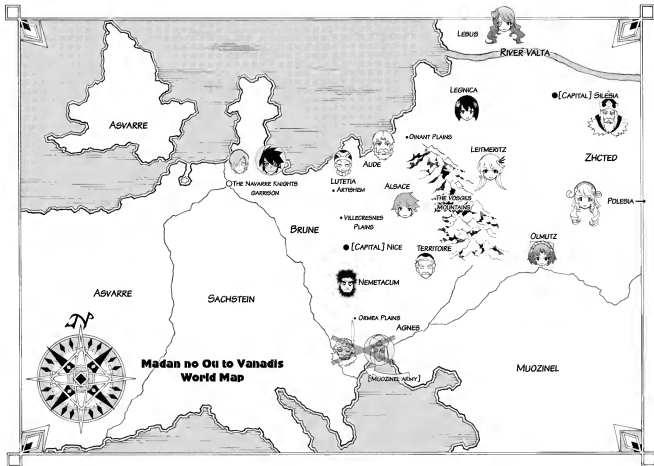 LEBUS
RIVER VALTA
LEGNICA
[CAPITAL] SILESIA
ASVARRE
OINANT PLAINS
LEITMERITZ
ZHCTED
AUDE
LUTETIA
• ARTISHEM
THE NAVARRE KNIGHTS
GARRISON
ALSACE
THE VOSGES
MOUNTAINS
POLESIA
VILLECRESNES
PLAINS
BRUNE
[CAPITAL] NICE
TERRITOIRE
OLMUTZ
NEMETACUM
ASVARRE
SACHSTEIN
ORMEA PLAINS
AGNES
N
Madan no Ou to Vanadis
World Map
MUOZINEL
[MUOZINEL ARMY]